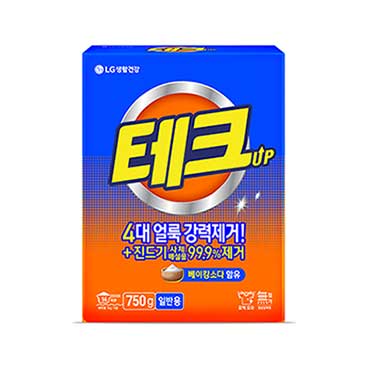 LG생활건강
테크UP
4대 얼룩 강력제거!
+진드기 사체 배설물 99.9% 제거
베이킹소다 함유
750g 일반용